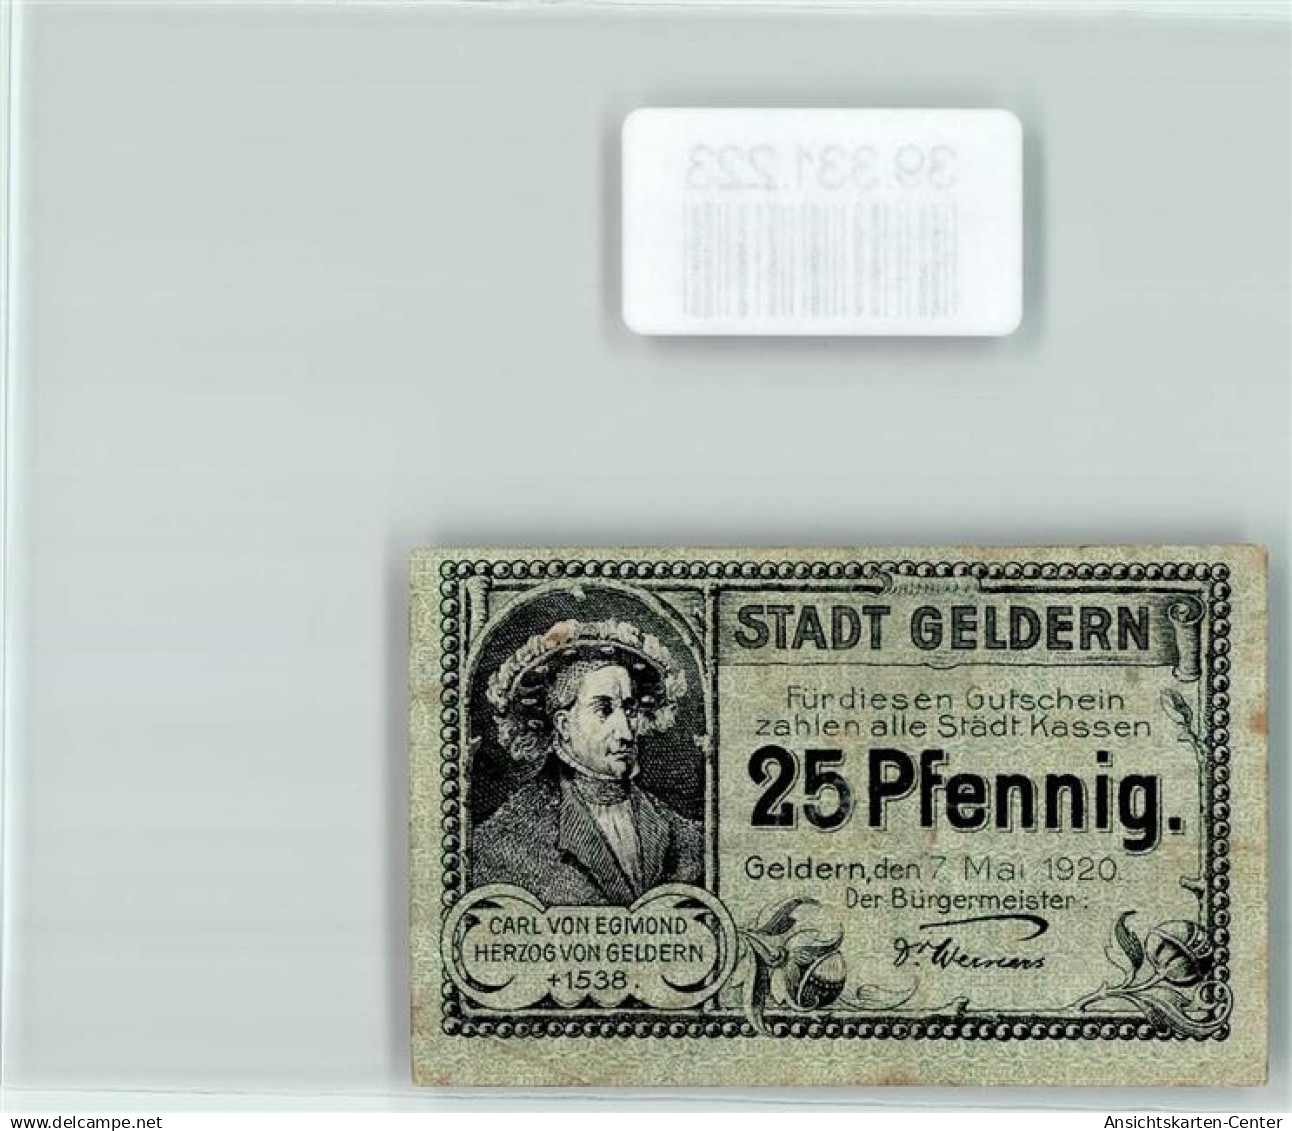 39.331.223
STADT GELDERN
Für diesen Gutschein
zahlen alle Städt. Kassen
25 Pfennig.
Geldern, den 7. Mai 1920.
Der Bürgermeister:
CARL VON EGMOND
HERZOG VON GELDERN
+1538.
delcampe.net
Ansichtskarten-Center